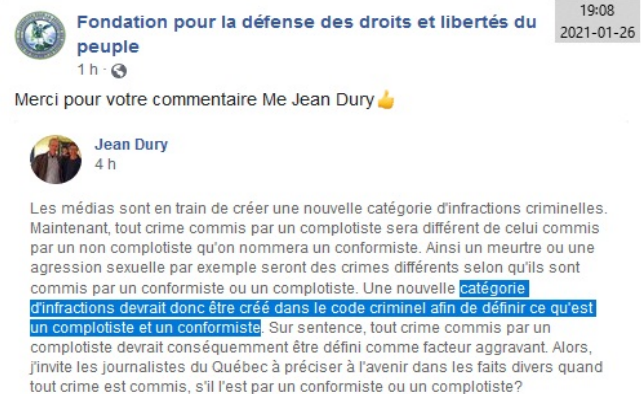 Fondation pour la défense des droits et libertés du
peuple
19:08
2021-01-26
1 h ·
Merci pour votre commentaire Me Jean Dury👍
Jean Dury
4 h
Les médias sont en train de créer une nouvelle catégorie d'infractions criminelles.
Maintenant, tout crime commis par un complotiste sera différent de celui commis
par un non complotiste qu'on nommera un conformiste. Ainsi un meurtre ou une
agression sexuelle par exemple seront des crimes différents selon qu'ils sont
commis par un conformiste ou un complotiste. Une nouvelle catégorie
d'infractions devrait donc être créé dans le code criminel afin de définir ce qu'est
un complotiste et un conformiste. Sur sentence, tout crime commis par un
complotiste devrait conséquemment être défini comme facteur aggravant. Alors,
j'invite les journalistes du Québec à préciser à l'avenir dans les faits divers quand
tout crime est commis, s'il l'est par un conformiste ou un complotiste?